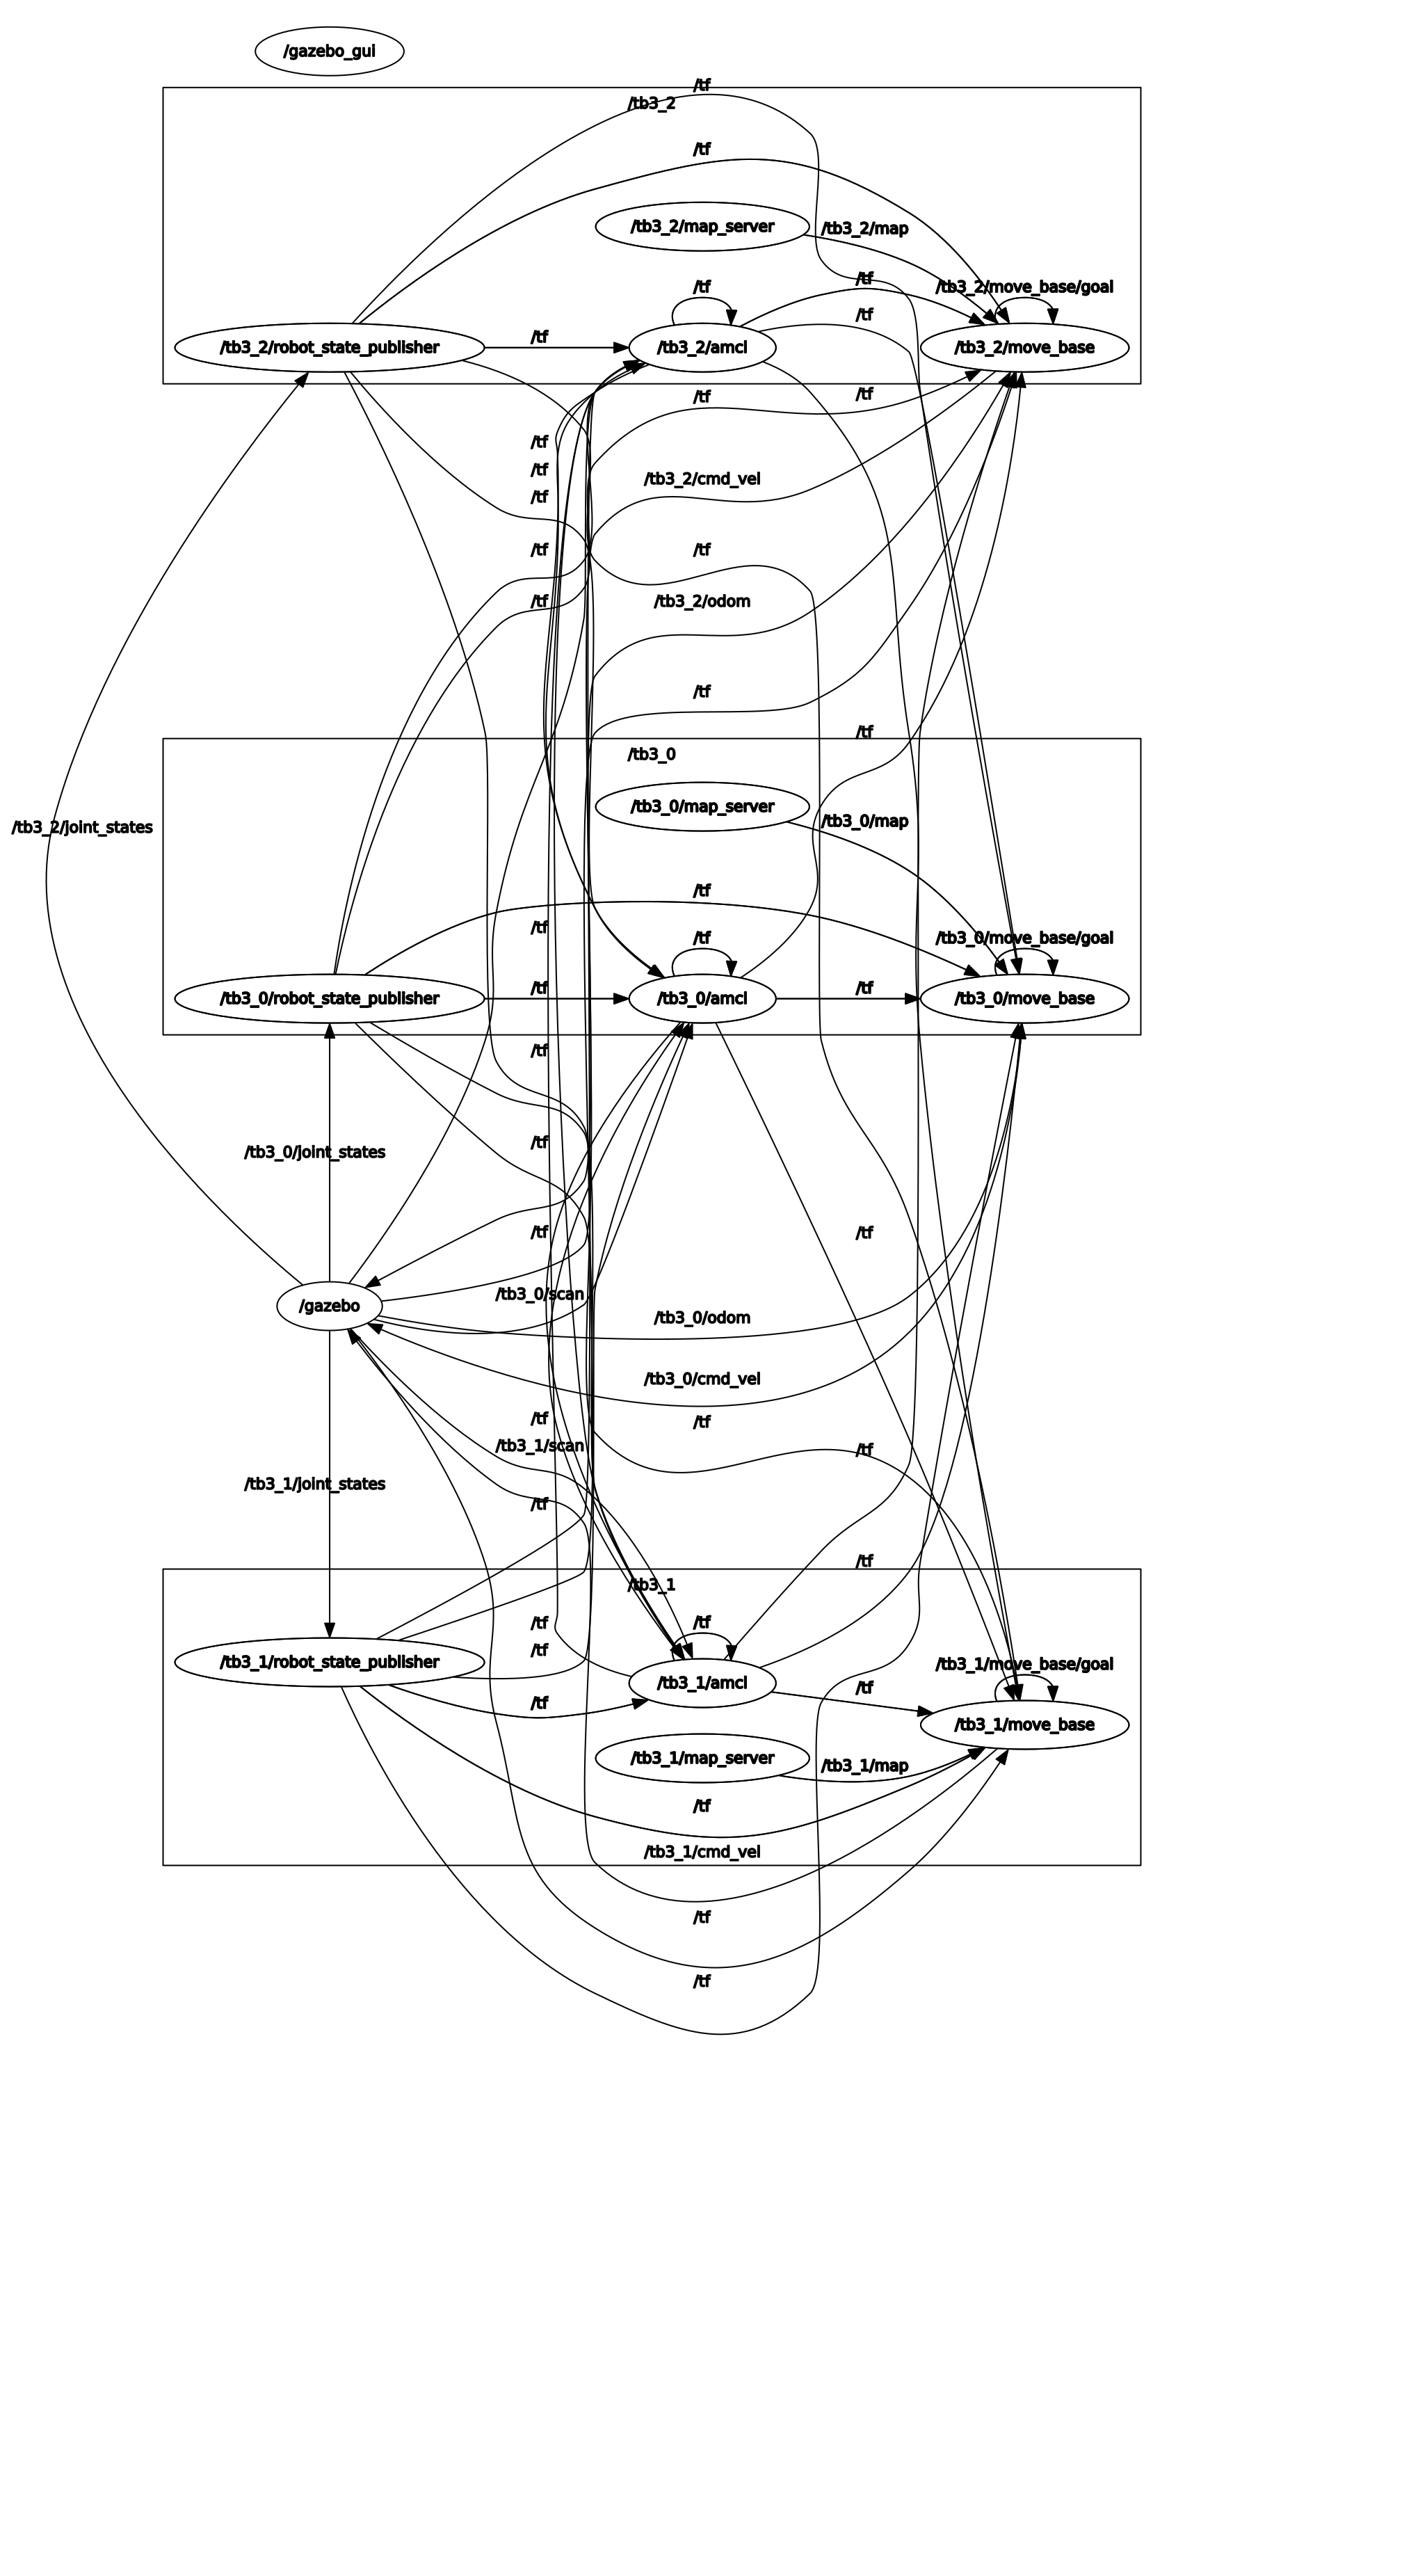 /gazebo_gui
/tf
/tb3_2
/tf
/tb3_2/map_server
/tb3_2/map
/tf
/tf
/tb3_2/move_base/goal
/tf
/tf
/tb3_2/robot_state_publisher
/tb3_2/amcl
/tb3_2/move_base
/tf
/tf
/tf
/tf
/tb3_2/cmd_vel
/tf
/tf
/tf
/tf
/tb3_2/odom
/tf
/tf
/tb3_0
/tb3_0/map_server
/tb3_0/map
/tb3_2/joint_states
/tf
/tf
/tf
/tb3_0/move_base/goal
/tf
/tf
/tb3_0/robot_state_publisher
/tb3_0/amcl
/tb3_0/move_base
/tf
/tf
/tb3_0/joint_states
/tf
/tf
/tb3_0/scan
/gazebo
/tb3_0/odom
/tb3_0/cmd_vel
/tf
/tf
/tb3_1/scan
/tf
/tb3_1/joint_states
/tf
/tf
/tb3_1
/tf
/tf
/tf
/tb3_1/robot_state_publisher
/tb3_1/move_base/goal
/tb3_1/amcl
/tf
/tf
/tb3_1/move_base
/tb3_1/map_server
/tb3_1/map
/tf
/tb3_1/cmd_vel
/tf
/tf